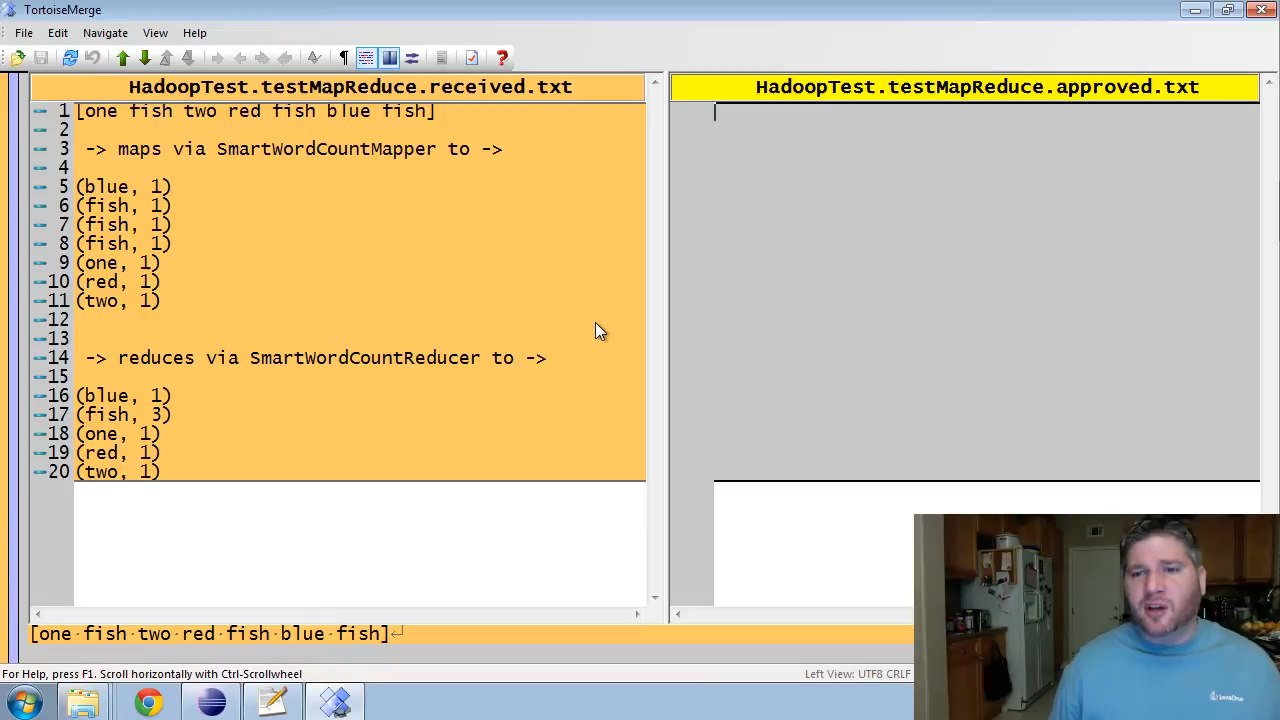 TortoiseMerge
File Edit Navigate View Help
HadoopTest.testMapReduce.received.txt
HadoopTest.testMapReduce.approved.txt
1 [one fish two red fish blue fish]
2
3 -> maps via SmartWordCountMapper to ->
4
5 (blue, 1)
6 (fish, 1)
7 (fish, 1)
8 (fish, 1)
9 (one, 1)
10 (red, 1)
11 (two, 1)
12
13
14 -> reduces via SmartWordCountReducer to ->
15
16 (blue, 1)
17 (fish, 3)
18 (one, 1)
19 (red, 1)
20 (two, 1)
[one·fish·two·red·fish·blue·fish]↵
For Help, press F1. Scroll horizontally with Ctrl-Scrollwheel
Left View: UTF8 CRLF
JavaOne